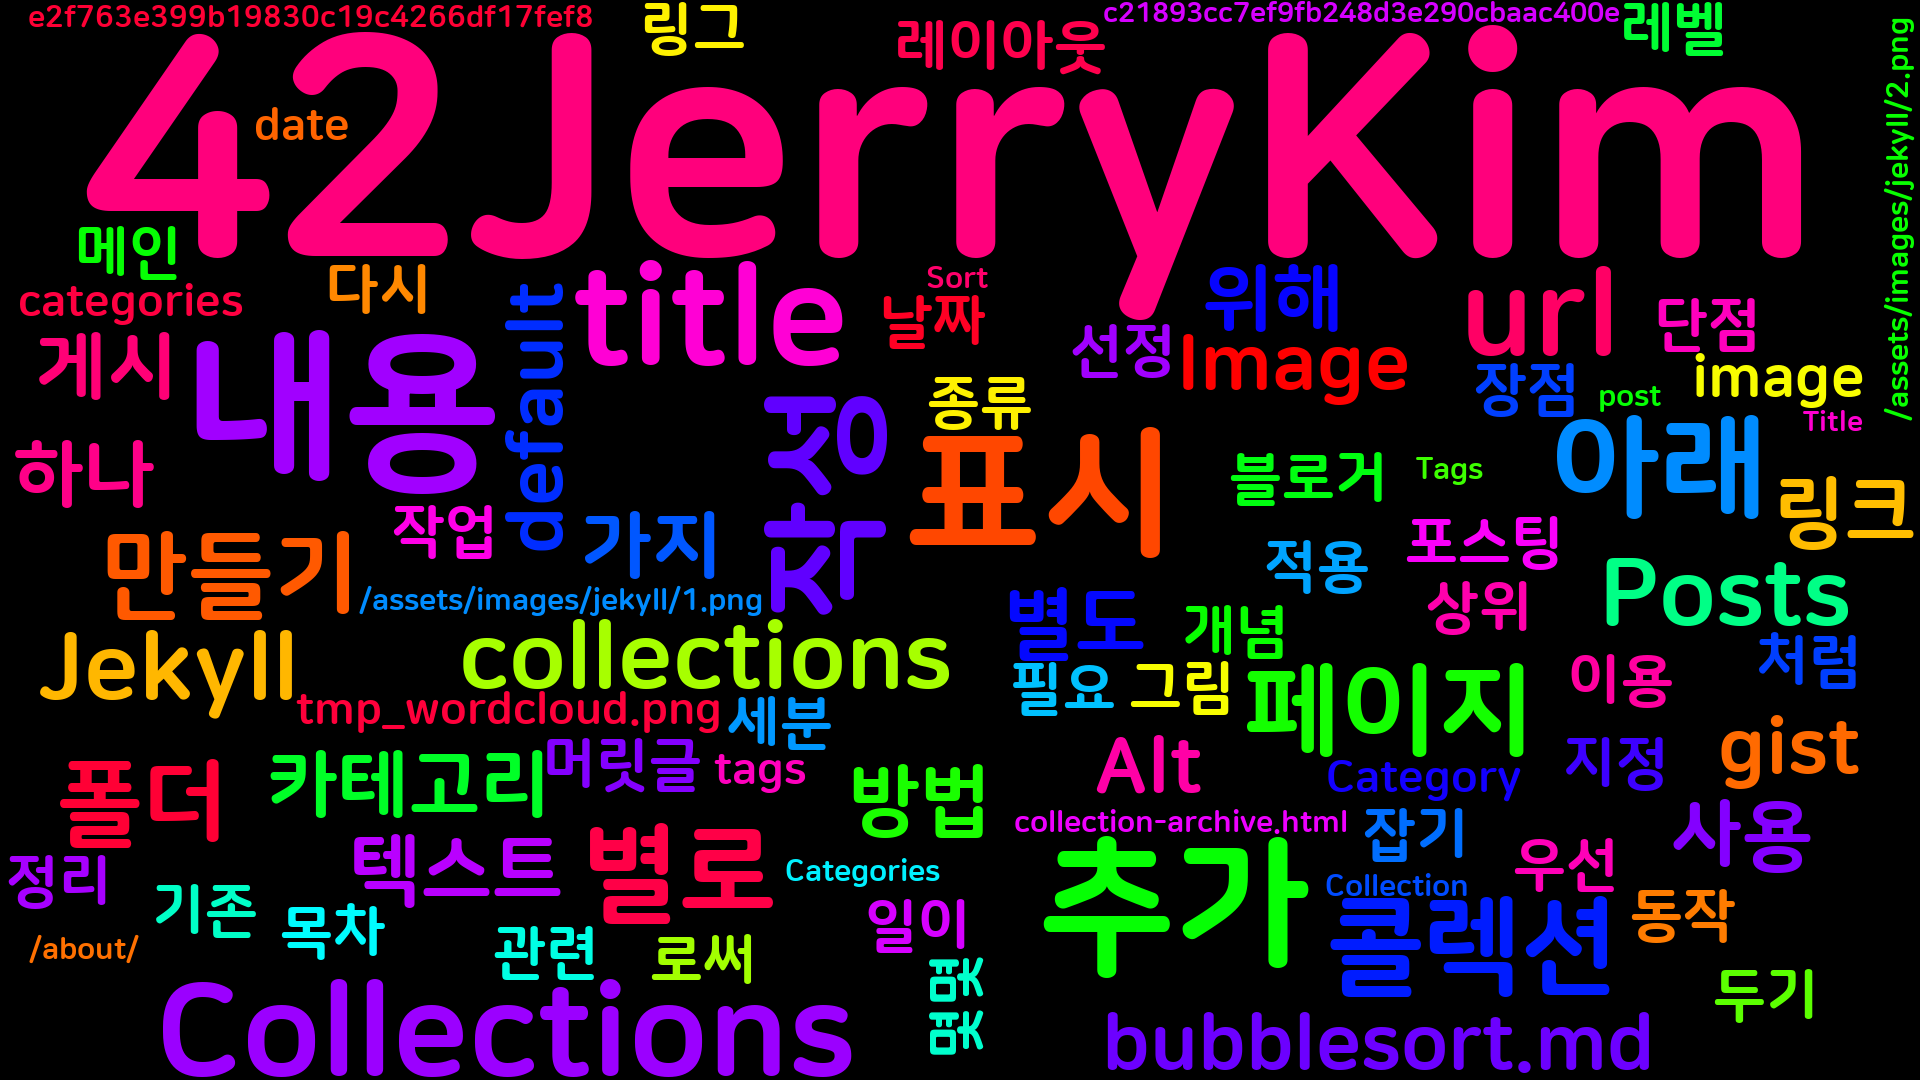 e2f763e399b19830c19c4266df17fef8
링그
레이아웃
c21893cc7ef9fb248d3e290cbaac400e
레벨
/assets/images/jekyll/2.png
42JerryKim
date
메인
categories
다시
default
title
Sort
날짜
선정
위해
Image
url
단점
게시
내용
하나
저장
종류
표시
장점
post
image
Title
블로거
Tags
아래
링크
만들기
작업
가지
/assets/images/jekyll/1.png
적용
포스팅
상위
Posts
별도
개념
Jekyll
collections
필요
그림
페이지
이용
처럼
tmp_wordcloud.png
세분
머릿글
tags
폴더
카테고리
방법
Alt
Category
지정
gist
collection-archive.html
잡기
사용
정리
텍스트
별로
Categories
추가
Collection
우선
기존
목차
관련
로써
일이
콜렉션
동작
/about/
두기
Collections
bubblesort.md